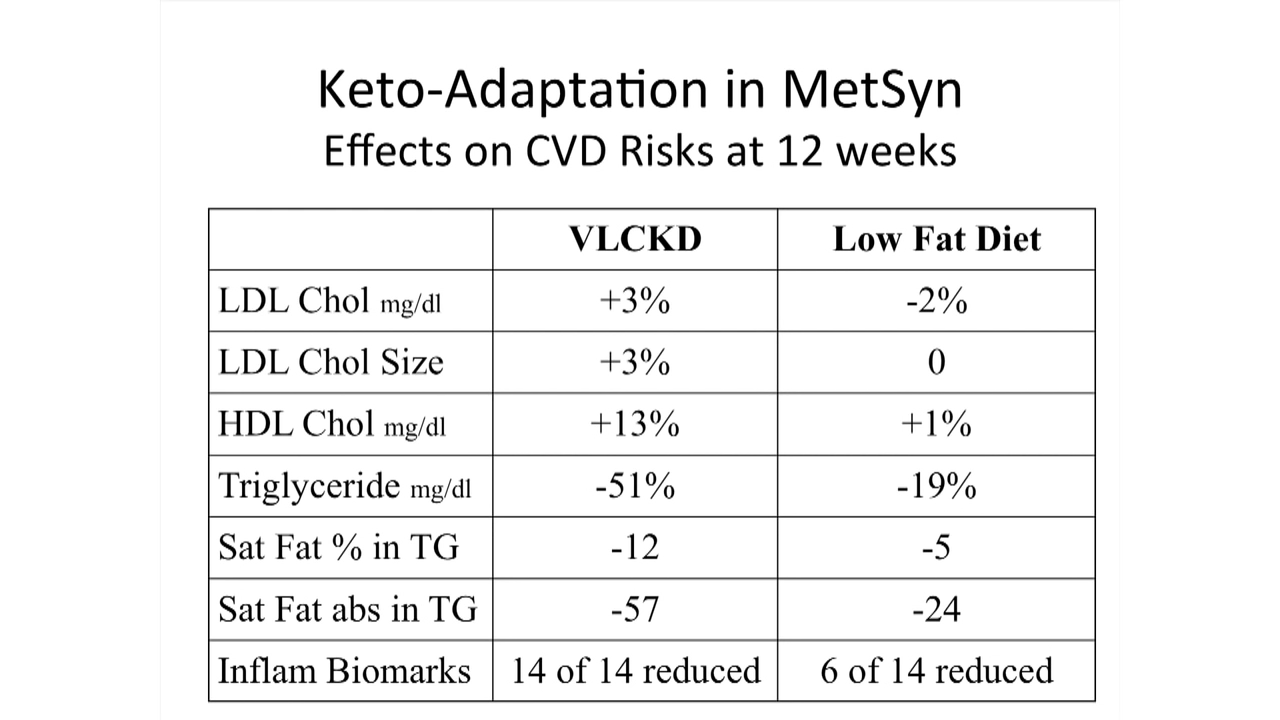 Keto-Adaptation in MetSyn
Effects on CVD Risks at 12 weeks
VLCKD Low Fat Diet
LDL Chol mg/dl +3% -2%
LDL Chol Size +3% 0
HDL Chol mg/dl +13% +1%
Triglyceride mg/dl -51% -19%
Sat Fat % in TG -12 -5
Sat Fat abs in TG -57 -24
Inflam Biomarks 14 of 14 reduced 6 of 14 reduced